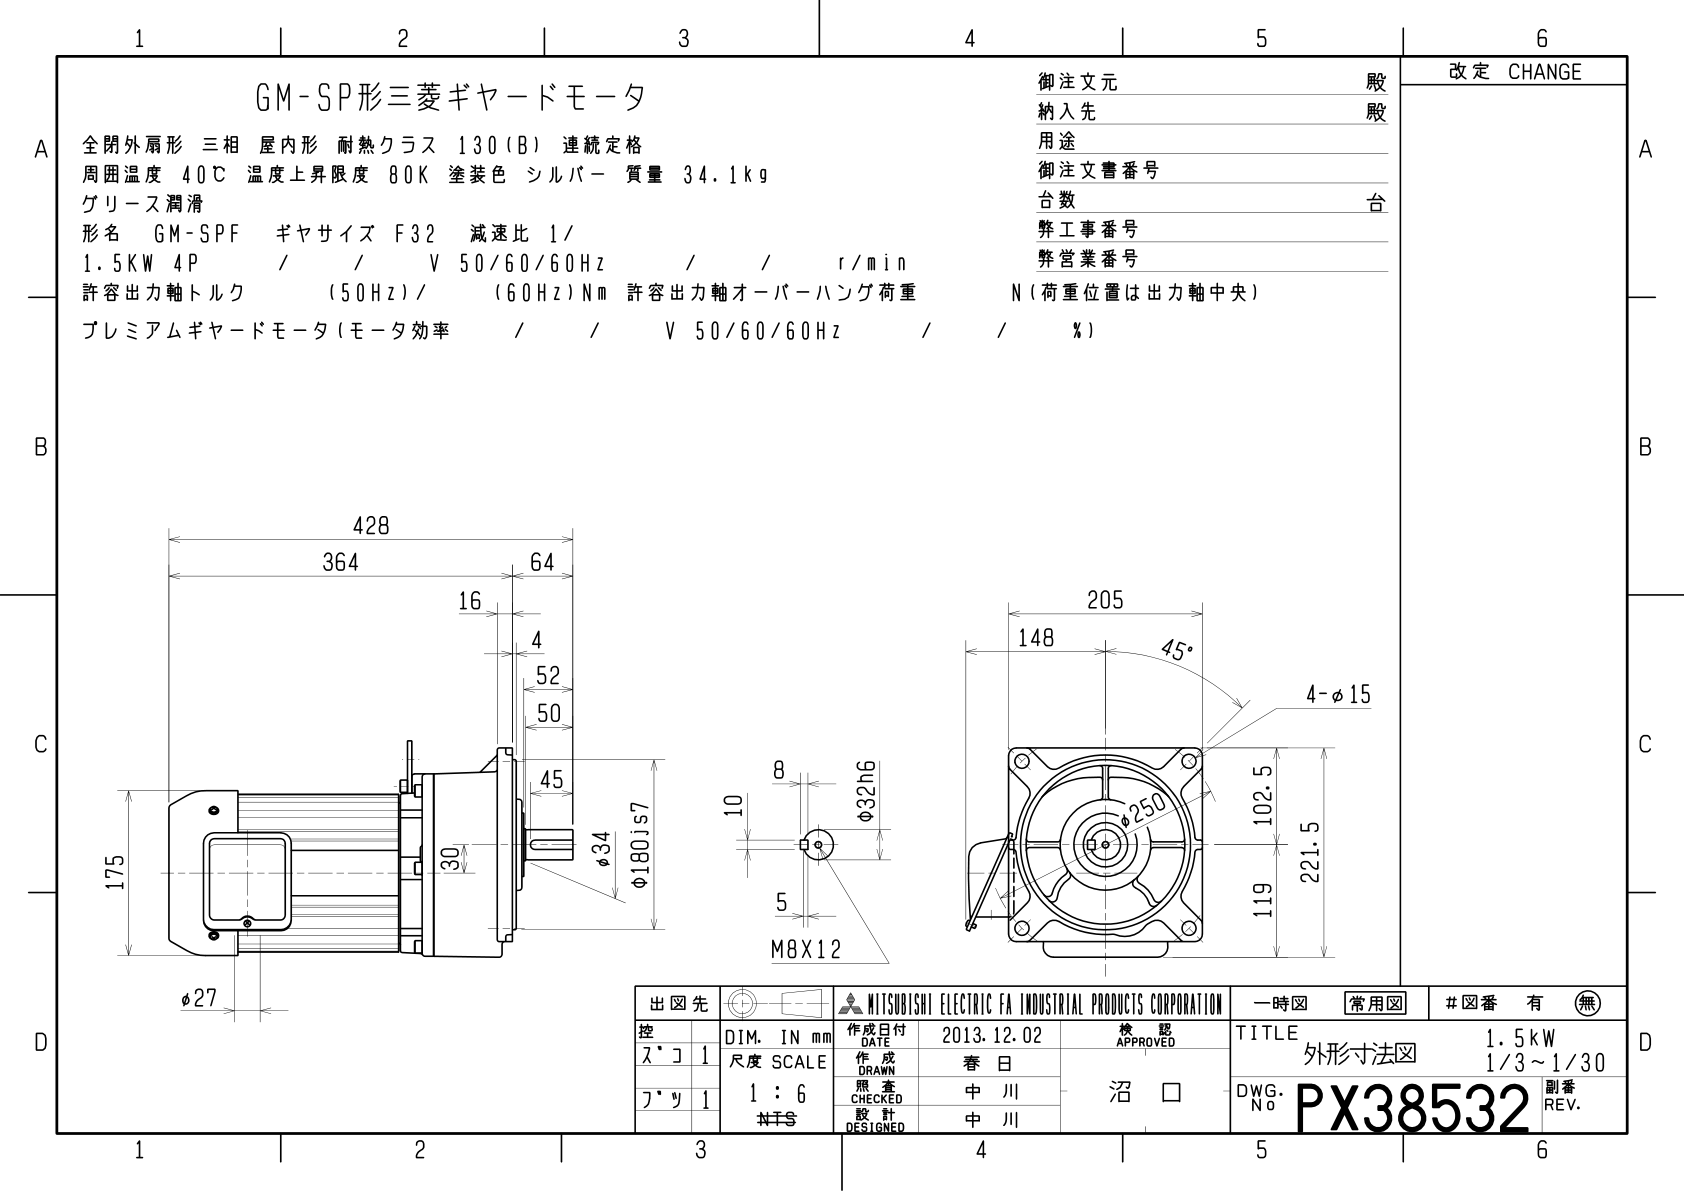 1 2 3 4 5 6
改定 CHANGE
GM-SP形三菱ギヤードモータ
全閉外扇形 三相 屋内形 耐熱クラス 130(B) 連続定格
周囲温度 40℃ 温度上昇限度 80K 塗装色 シルバー 質量 34.1kg
グリース潤滑
形名 GM-SPF ギヤサイズ F32 減速比 1/
1.5KW 4P / / V 50/60/60Hz / / r/min
許容出力軸トルク (50Hz)/ (60Hz)Nm 許容出力軸オーバーハング荷重 N(荷重位置は出力軸中央)
プレミアムギヤードモータ(モータ効率 / / V 50/60/60Hz / / %)
御注文元 殿
納入先 殿
用途
御注文書番号
台数 台
弊工事番号
弊営業番号
A A
B B
C C
D D
428
364 64
16
4
52
50
45
30
175
φ34
φ180js7
φ27
8
10
φ32h6
5
M8X12
205
148
45°
4-φ15
φ250
102.5
119
221.5
出図先
控
ズコ 1
ブツ 1
DIM. IN mm
尺度 SCALE
1 : 6
NTS
MITSUBISHI ELECTRIC FA INDUSTRIAL PRODUCTS CORPORATION
作成日付 DATE 2013.12.02
作成 DRAWN 春日
照査 CHECKED 中川
設計 DESIGNED 中川
検認 APPROVED
沼口
一時図 常用図 #図番 有 無
TITLE
外形寸法図
1.5kW
1/3~1/30
DWG. No PX38532
副番 REV.
1 2 3 4 5 6